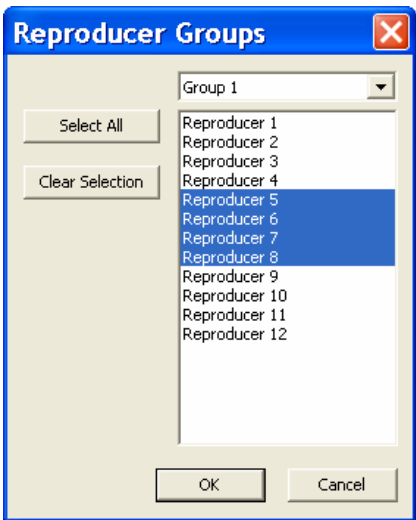 Reproducer Groups
Group 1
Select All
Clear Selection
Reproducer 1
Reproducer 2
Reproducer 3
Reproducer 4
Reproducer 5
Reproducer 6
Reproducer 7
Reproducer 8
Reproducer 9
Reproducer 10
Reproducer 11
Reproducer 12
OK
Cancel